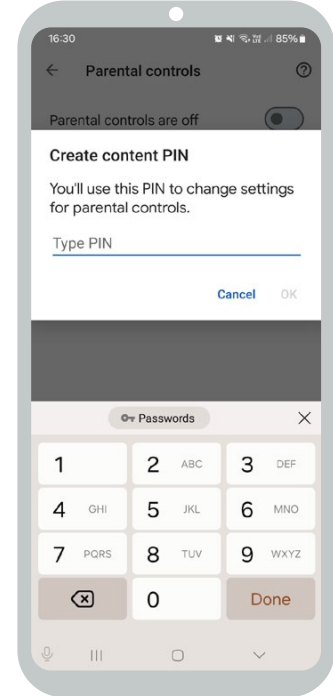 16:30 85%
Parental controls
Parental controls are off
Create content PIN
You'll use this PIN to change settings
for parental controls.
Type PIN
Cancel OK
Passwords
1 2 ABC 3 DEF
4 GHI 5 JKL 6 MNO
7 PQRS 8 TUV 9 WXYZ
0 Done